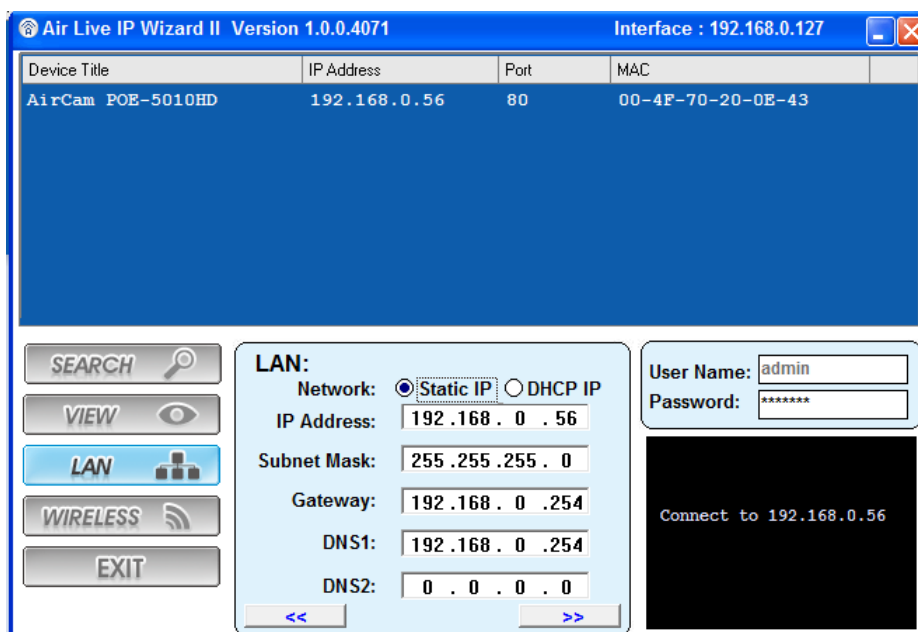 Air Live IP Wizard II Version 1.0.0.4071 Interface : 192.168.0.127
Device Title IP Address Port MAC
AirCam POE-5010HD 192.168.0.56 80 00-4F-70-20-0E-43
SEARCH
VIEW
LAN
WIRELESS
EXIT
LAN:
Network: Static IP DHCP IP
IP Address: 192.168. 0 .56
Subnet Mask: 255.255.255. 0
Gateway: 192.168. 0 .254
DNS1: 192.168. 0 .254
DNS2: 0 . 0 . 0 . 0
<< >>
User Name: admin
Password: *******
Connect to 192.168.0.56